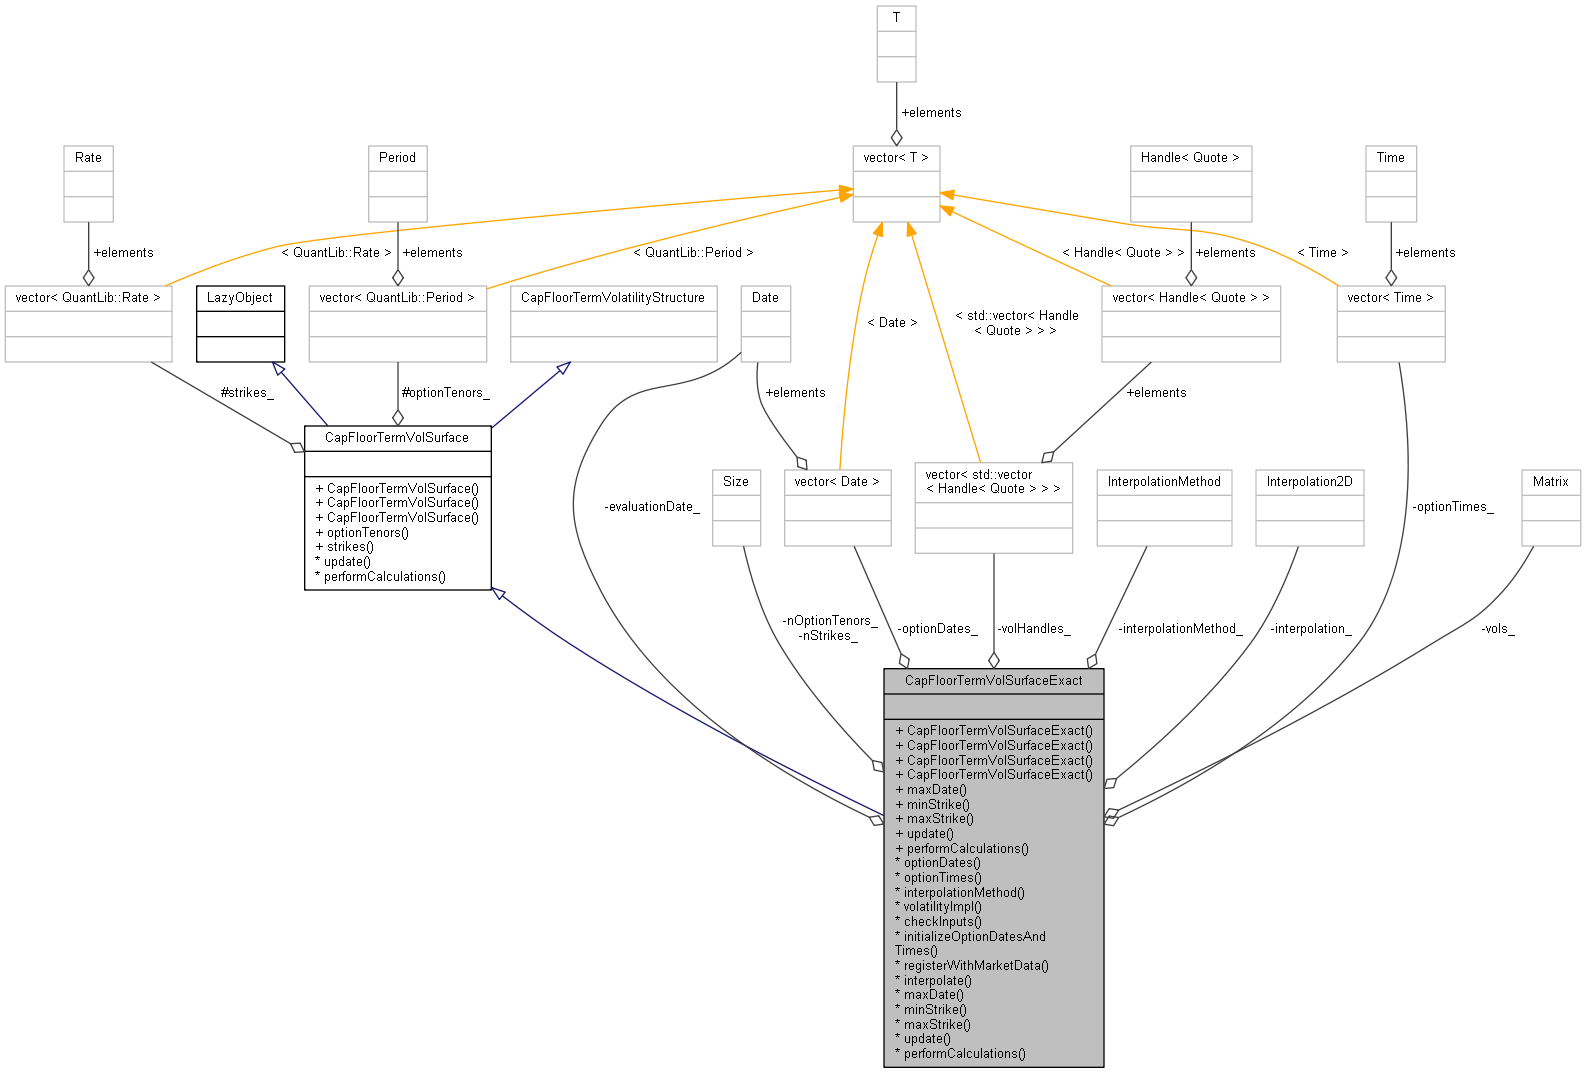 T
+elements
Rate
Period
vector< T >
Handle< Quote >
Time
+elements
< QuantLib::Rate >
+elements
< QuantLib::Period >
< Handle< Quote > >
+elements
< Time >
+elements
vector< QuantLib::Rate >
LazyObject
vector< QuantLib::Period >
CapFloorTermVolatilityStructure
Date
< Date >
< std::vector< Handle
< Quote > > >
vector< Handle< Quote > >
vector< Time >
#strikes_
#optionTenors_
+elements
+elements
CapFloorTermVolSurface
+ CapFloorTermVolSurface()
+ CapFloorTermVolSurface()
+ CapFloorTermVolSurface()
+ optionTenors()
+ strikes()
* update()
* performCalculations()
-evaluationDate_
Size
vector< Date >
vector< std::vector
< Handle< Quote > > >
InterpolationMethod
Interpolation2D
-optionTimes_
Matrix
-nOptionTenors_
-nStrikes_
-optionDates_
-volHandles_
-interpolationMethod_
-interpolation_
-vols_
CapFloorTermVolSurfaceExact
+ CapFloorTermVolSurfaceExact()
+ CapFloorTermVolSurfaceExact()
+ CapFloorTermVolSurfaceExact()
+ CapFloorTermVolSurfaceExact()
+ maxDate()
+ minStrike()
+ maxStrike()
+ update()
+ performCalculations()
* optionDates()
* optionTimes()
* interpolationMethod()
* volatilityImpl()
* checkInputs()
* initializeOptionDatesAnd
Times()
* registerWithMarketData()
* interpolate()
* maxDate()
* minStrike()
* maxStrike()
* update()
* performCalculations()